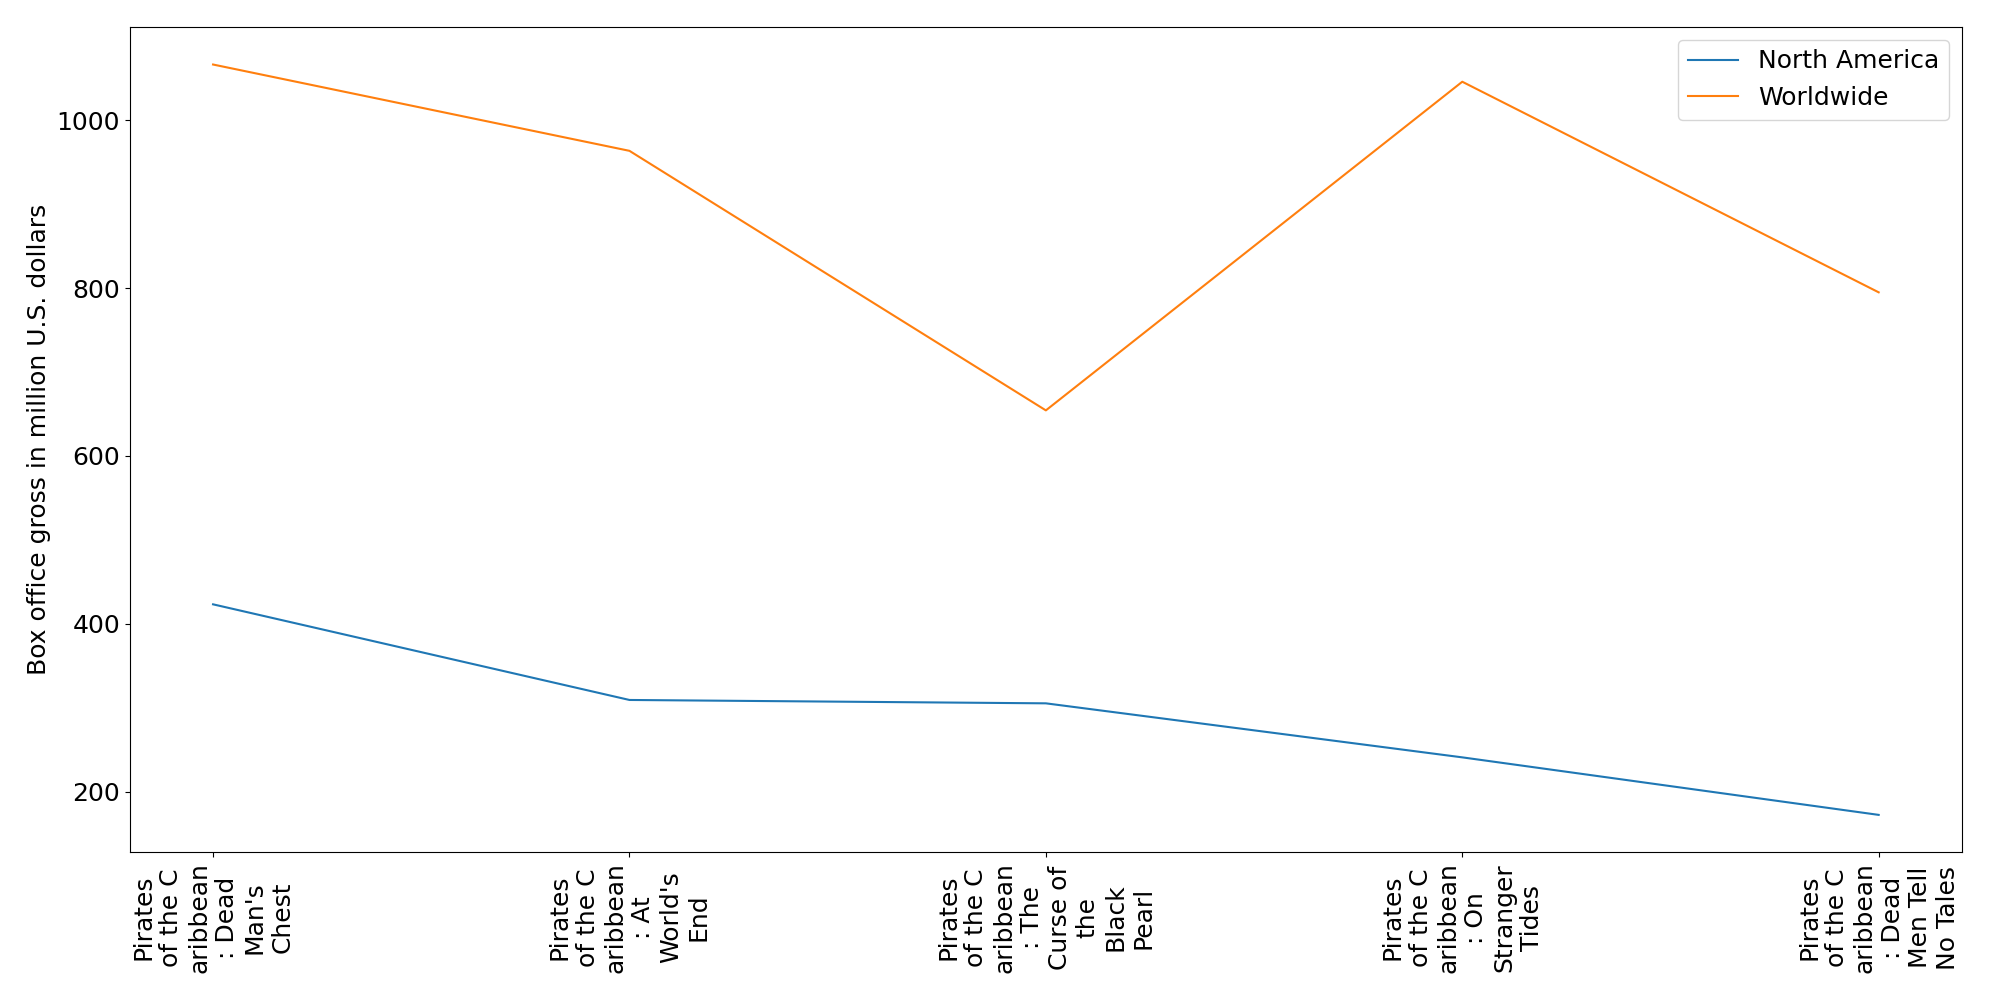 North America
Worldwide
Box office gross in million U.S. dollars
1000
800
600
400
200
Pirates
of the C
aribbean
: Dead
Man's
Chest
Pirates
of the C
aribbean
: At
World's
End
Pirates
of the C
aribbean
: The
Curse of
the
Black
Pearl
Pirates
of the C
aribbean
: On
Stranger
Tides
Pirates
of the C
aribbean
: Dead
Men Tell
No Tales